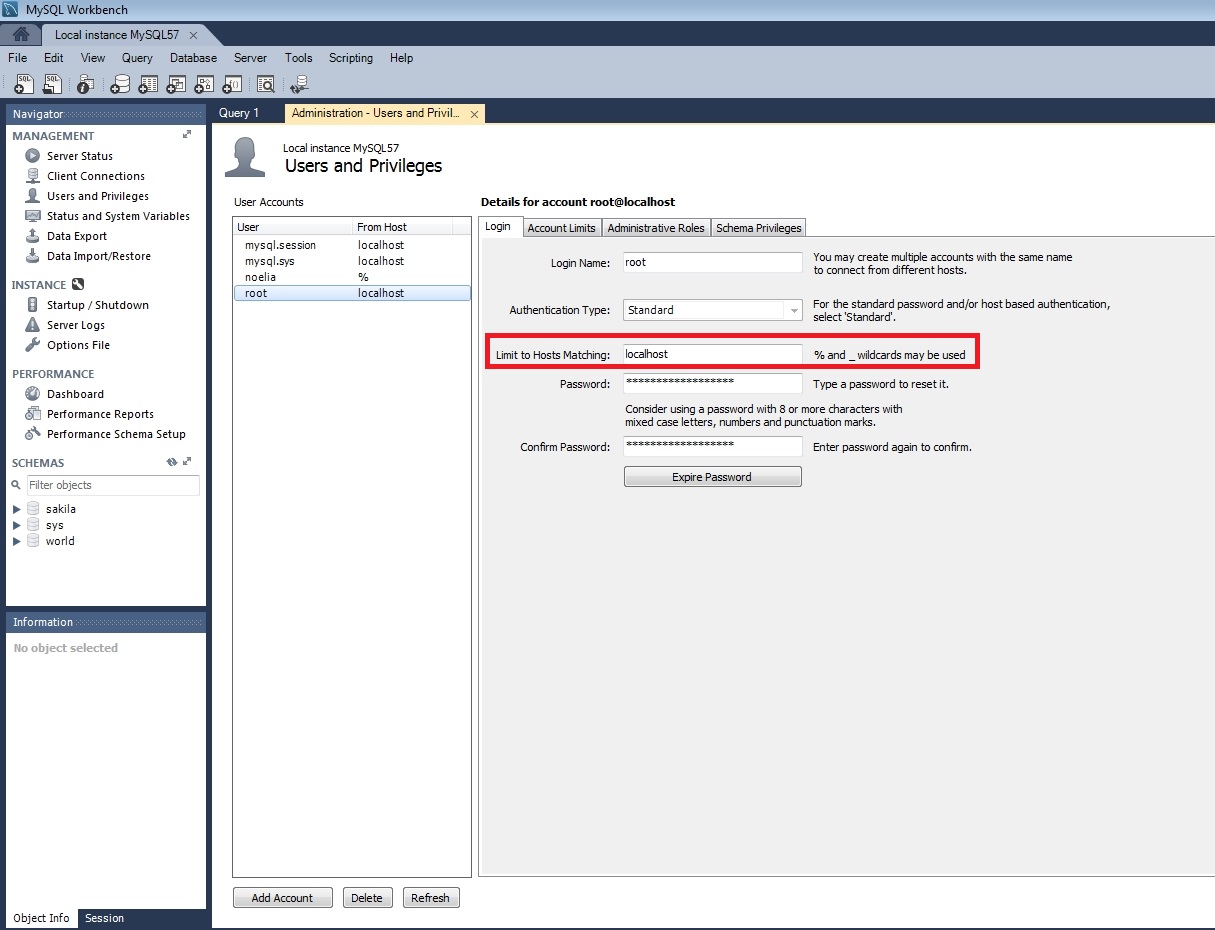 MySQL Workbench
Local instance MySQL57
File Edit View Query Database Server Tools Scripting Help
Navigator
MANAGEMENT
Server Status
Client Connections
Users and Privileges
Status and System Variables
Data Export
Data Import/Restore
INSTANCE
Startup / Shutdown
Server Logs
Options File
PERFORMANCE
Dashboard
Performance Reports
Performance Schema Setup
SCHEMAS
Filter objects
sakila
sys
world
Information
No object selected
Object Info Session
Query 1 Administration - Users and Privil...
Local instance MySQL57
Users and Privileges
User Accounts
User From Host
mysql.session localhost
mysql.sys localhost
noelia %
root localhost
Add Account Delete Refresh
Details for account root@localhost
Login Account Limits Administrative Roles Schema Privileges
Login Name: root You may create multiple accounts with the same name
to connect from different hosts.
Authentication Type: Standard For the standard password and/or host based authentication,
select 'Standard'.
Limit to Hosts Matching: localhost % and _ wildcards may be used
Password: ****************** Type a password to reset it.
Consider using a password with 8 or more characters with
mixed case letters, numbers and punctuation marks.
Confirm Password: ****************** Enter password again to confirm.
Expire Password